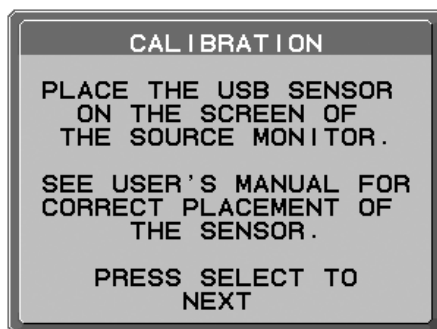 CALIBRATION
PLACE THE USB SENSOR
ON THE SCREEN OF
THE SOURCE MONITOR.
SEE USER'S MANUAL FOR
CORRECT PLACEMENT OF
THE SENSOR.
PRESS SELECT TO
NEXT